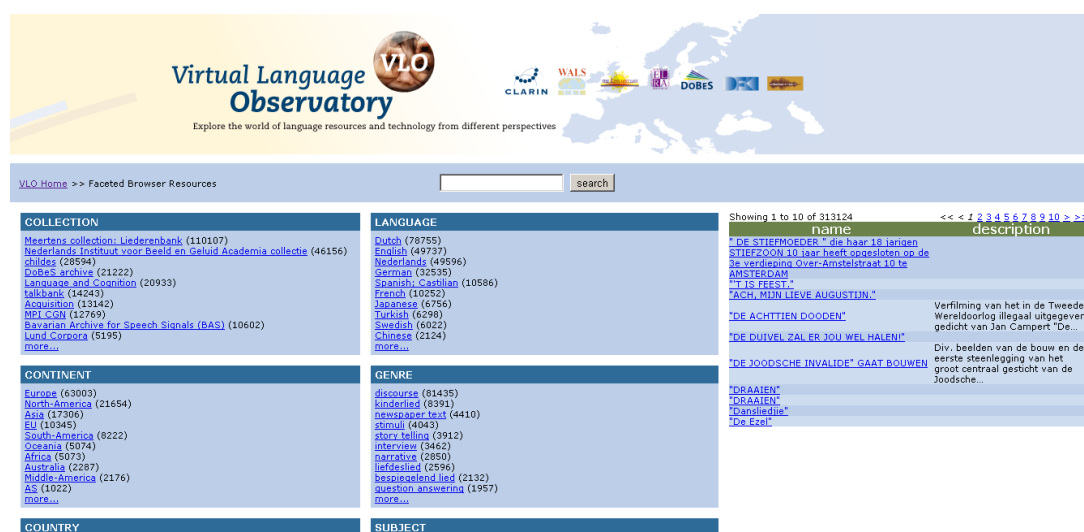 Virtual Language
VLO
Observatory
Explore the world of language resources and technology from different perspectives
CLARIN
WALS
DOBES
VLO Home >> Faceted Browser Resources
search
COLLECTION
Meertens collection: Liederenbank (110107)
Nederlands Instituut voor Beeld en Geluid Academia collectie (46156)
childes (28594)
DoBeS archive (21222)
Language and Cognition (20933)
talkbank (14243)
Acquisition (13142)
MPI CGN (12769)
Bavarian Archive for Speech Signals (BAS) (10602)
Lund Corpora (5195)
more...
LANGUAGE
Dutch (78755)
English (49737)
Nederlands (49596)
German (32535)
Spanish; Castilian (10586)
French (10252)
Japanese (6756)
Turkish (6298)
Swedish (6022)
Chinese (2124)
more...
CONTINENT
Europe (63003)
North-America (21654)
Asia (17306)
EU (10345)
South-America (8222)
Oceania (5074)
Africa (5073)
Australia (2287)
Middle-America (2176)
AS (1022)
more...
GENRE
discourse (81435)
kinderlied (8391)
newspaper text (4410)
stimuli (4043)
story telling (3912)
interview (3462)
narrative (2850)
liefdeslied (2596)
bespiegelend lied (2132)
question answering (1957)
more...
COUNTRY
SUBJECT
Showing 1 to 10 of 313124
<< < 1 2 3 4 5 6 7 8 9 10 > >>
name description
" DE STIEFMOEDER " die haar 18 jarigen
STIEFZOON 10 jaar heeft opgesloten op de
3e verdieping Over-Amstelstraat 10 te
AMSTERDAM
"'T IS FEEST."
"ACH, MIJN LIEVE AUGUSTIJN."
"DE ACHTTIEN DOODEN"
Verfilming van het in de Tweede
Wereldoorlog illegaal uitgegeven
gedicht van Jan Campert "De...
"DE DUIVEL ZAL ER JOU WEL HALEN!"
"DE JOODSCHE INVALIDE" GAAT BOUWEN
Div. beelden van de bouw en de
eerste steenlegging van het
groot centraal gesticht van de
Joodsche...
"DRAAIEN"
"DRAAIEN"
"Dansliedjie"
"De Ezel"